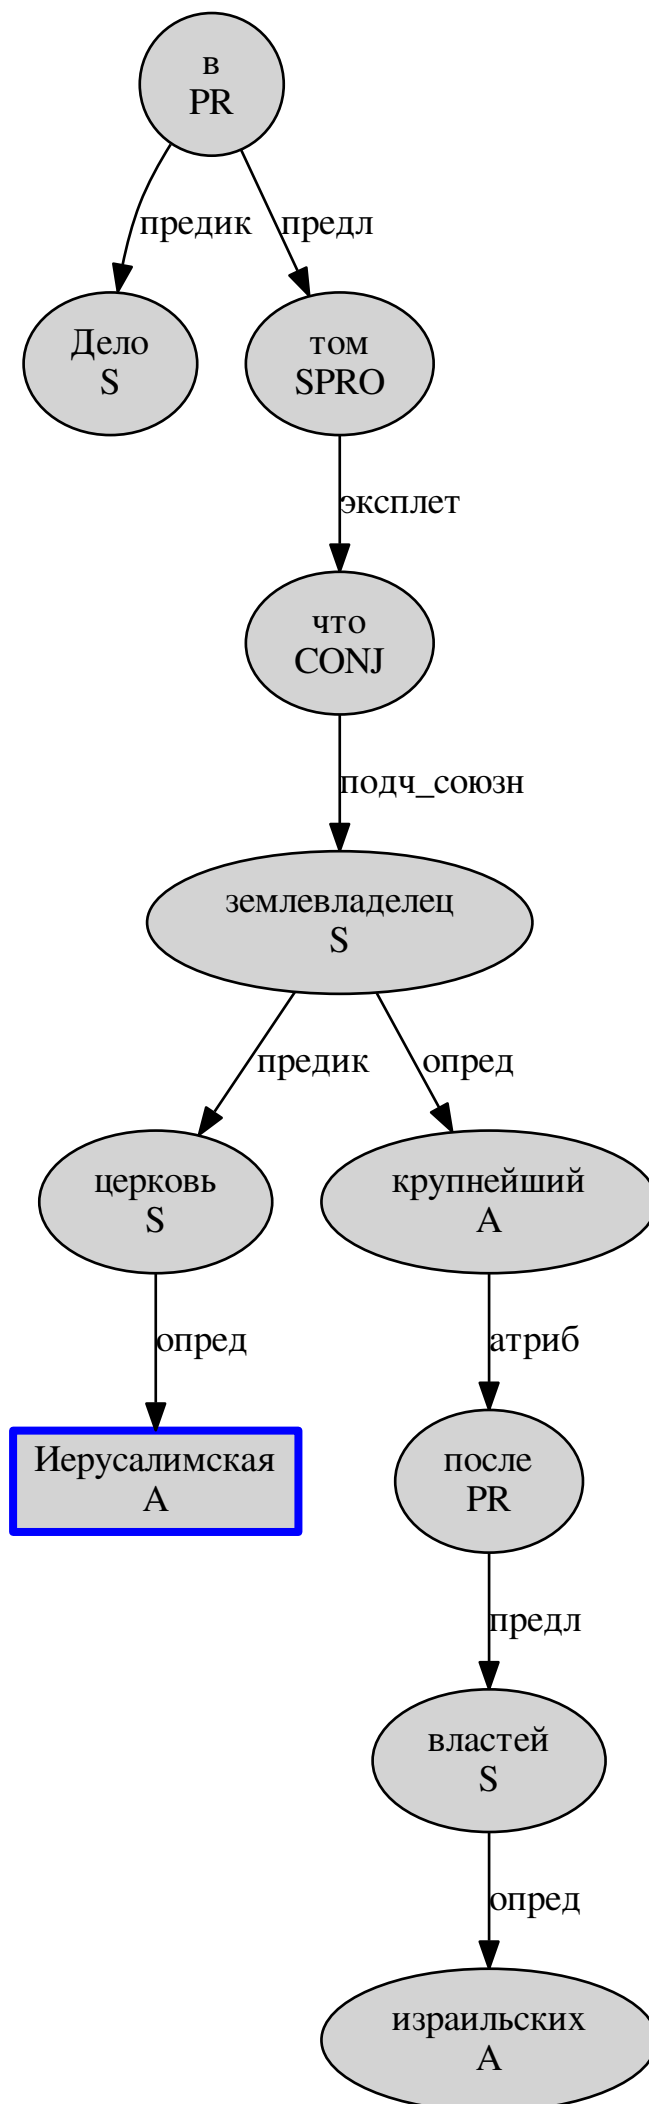 в
PR
предик
предл
Дело
S
том
SPRO
эксплет
что
CONJ
подч_союзн
землевладелец
S
предик
опред
церковь
S
крупнейший
A
опред
атриб
Иерусалимская
A
после
PR
предл
властей
S
опред
израильских
A